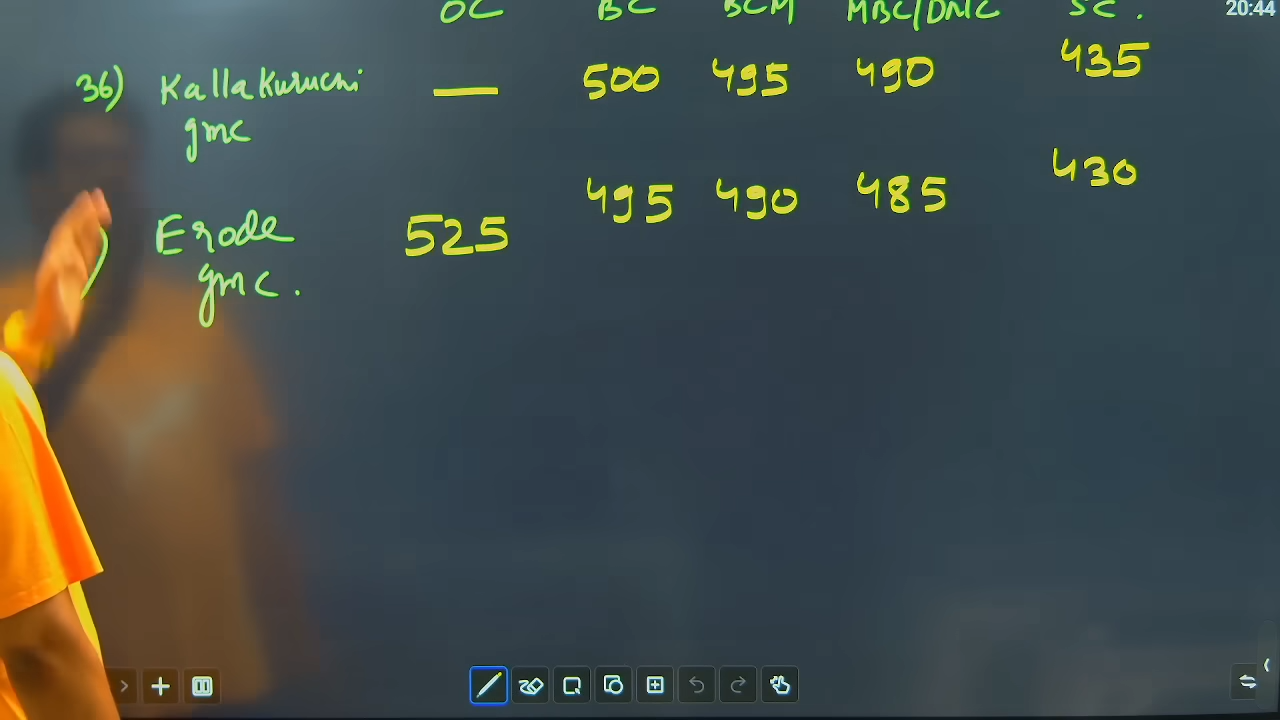 20:44
OC BC BCM MBC/DNC SC.
36) Kallakuruchi — 500 495 490 435
gmc
) Erode 525 495 490 485 430
gmc.